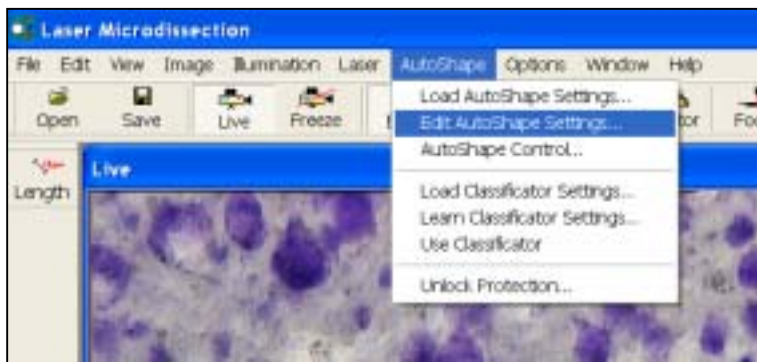 Laser Microdissection
File Edit View Image Illumination Laser AutoShape Options Window Help
Open Save Live Freeze
Load AutoShape Settings...
Edit AutoShape Settings...
AutoShape Control...
Length
Live
Load Classificator Settings...
Learn Classificator Settings...
Use Classificator
Unlock Protection...